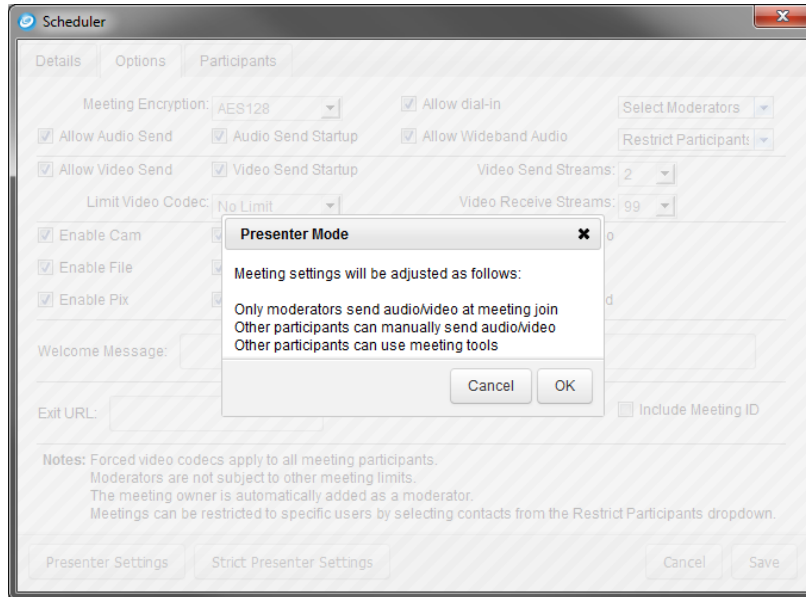 Scheduler
Details Options Participants
Meeting Encryption: AES128 Allow dial-in Select Moderators
Allow Audio Send Audio Send Startup Allow Wideband Audio Restrict Participants
Allow Video Send Video Send Startup Video Send Streams: 2
Limit Video Codec: No Limit Video Receive Streams: 99
Enable Cam
Presenter Mode
Enable File
Meeting settings will be adjusted as follows:
Enable Pix
Only moderators send audio/video at meeting join
Other participants can manually send audio/video
Other participants can use meeting tools
Welcome Message:
Cancel OK
Exit URL: Include Meeting ID
Notes: Forced video codecs apply to all meeting participants.
Moderators are not subject to other meeting limits.
The meeting owner is automatically added as a moderator.
Meetings can be restricted to specific users by selecting contacts from the Restrict Participants dropdown.
Presenter Settings Strict Presenter Settings Cancel Save